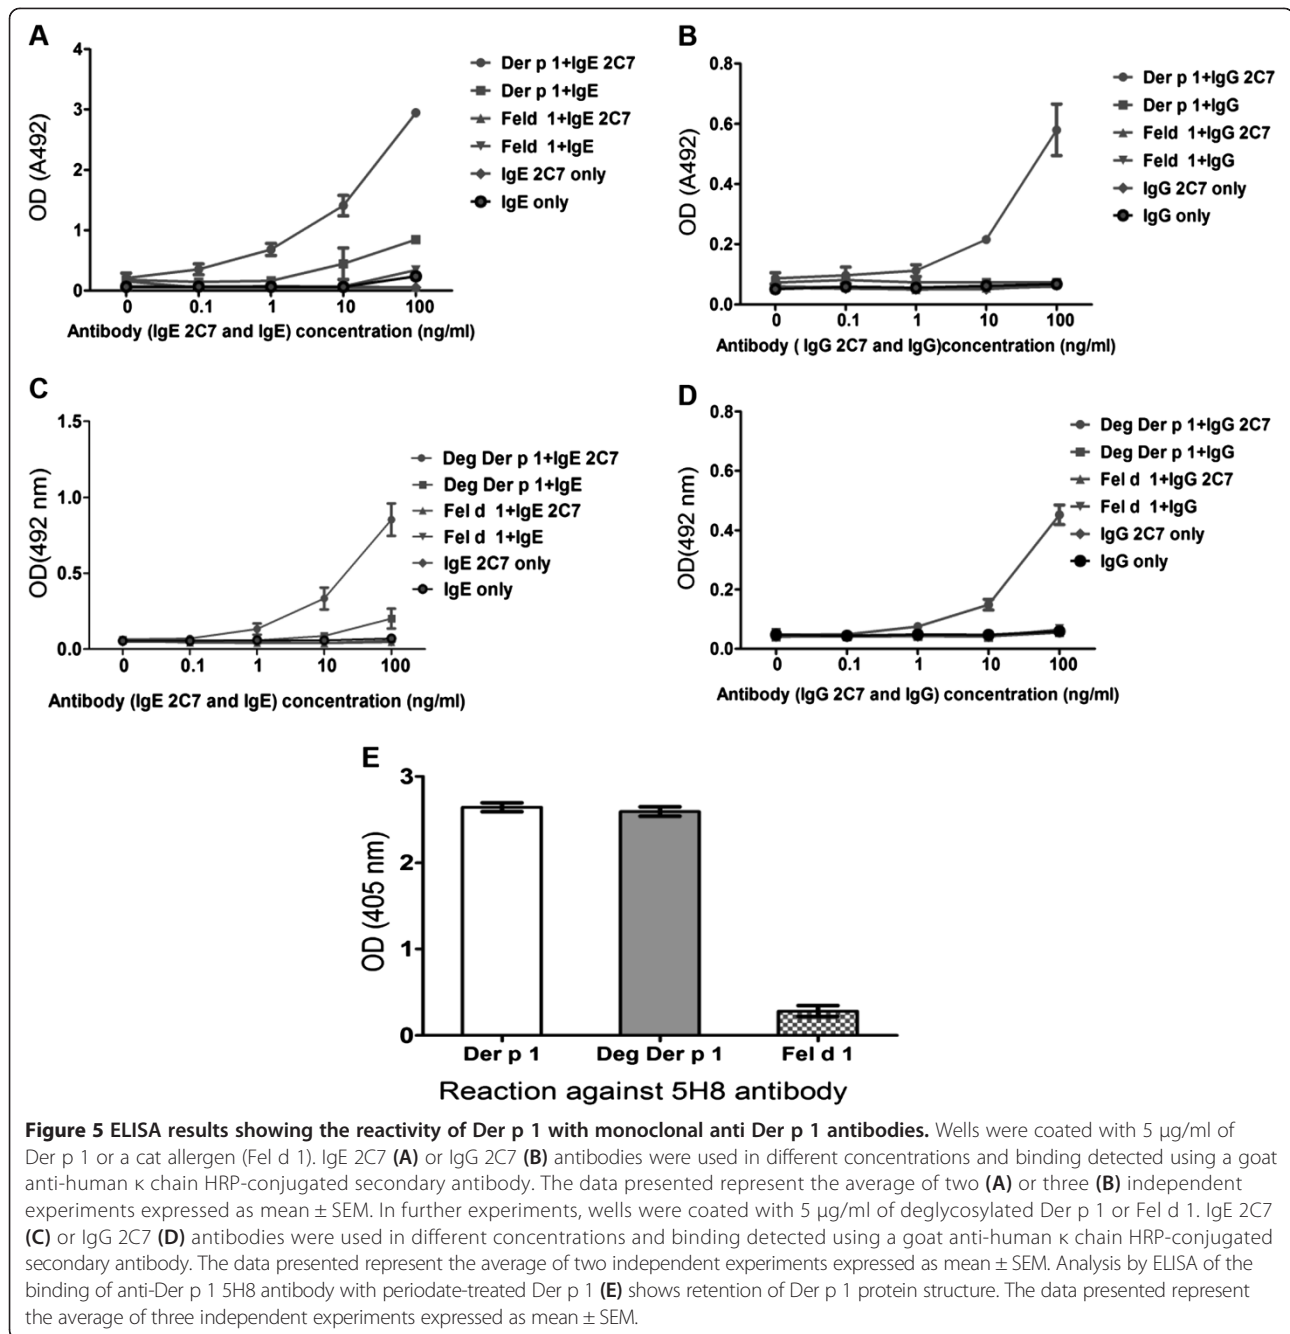 A
OD (A492)
4
3
2
1
0
0 0.1 1 10 100
Antibody (IgE 2C7 and IgE) concentration (ng/ml)
Der p 1+IgE 2C7
Der p 1+IgE
Feld 1+IgE 2C7
Feld 1+IgE
IgE 2C7 only
IgE only
B
OD (A492)
0.8
0.6
0.4
0.2
0.0
0 0.1 1 10 100
Antibody ( IgG 2C7 and IgG)concentration (ng/ml)
Der p 1+IgG 2C7
Der p 1+IgG
Feld 1+IgG 2C7
Feld 1+IgG
IgG 2C7 only
IgG only
C
OD(492 nm)
1.5
1.0
0.5
0.0
0 0.1 1 10 100
Antibody (IgE 2C7 and IgE) concentration (ng/ml)
Deg Der p 1+IgE 2C7
Deg Der p 1+IgE
Fel d 1+IgE 2C7
Fel d 1+IgE
IgE 2C7 only
IgE only
D
OD(492 nm)
0.8
0.6
0.4
0.2
0.0
0 0.1 1 10 100
Antibody (IgG 2C7 and IgG) concentration (ng/ml)
Deg Der p 1+IgG 2C7
Deg Der p 1+IgG
Fel d 1+IgG 2C7
Fel d 1+IgG
IgG 2C7 only
IgG only
E
OD (405 nm)
3
2
1
0
Der p 1 Deg Der p 1 Fel d 1
Reaction against 5H8 antibody
Figure 5 ELISA results showing the reactivity of Der p 1 with monoclonal anti Der p 1 antibodies. Wells were coated with 5 μg/ml of
Der p 1 or a cat allergen (Fel d 1). IgE 2C7 (A) or IgG 2C7 (B) antibodies were used in different concentrations and binding detected using a goat
anti-human κ chain HRP-conjugated secondary antibody. The data presented represent the average of two (A) or three (B) independent
experiments expressed as mean ± SEM. In further experiments, wells were coated with 5 μg/ml of deglycosylated Der p 1 or Fel d 1. IgE 2C7
(C) or IgG 2C7 (D) antibodies were used in different concentrations and binding detected using a goat anti-human κ chain HRP-conjugated
secondary antibody. The data presented represent the average of two independent experiments expressed as mean ± SEM. Analysis by ELISA of the
binding of anti-Der p 1 5H8 antibody with periodate-treated Der p 1 (E) shows retention of Der p 1 protein structure. The data presented represent
the average of three independent experiments expressed as mean ± SEM.